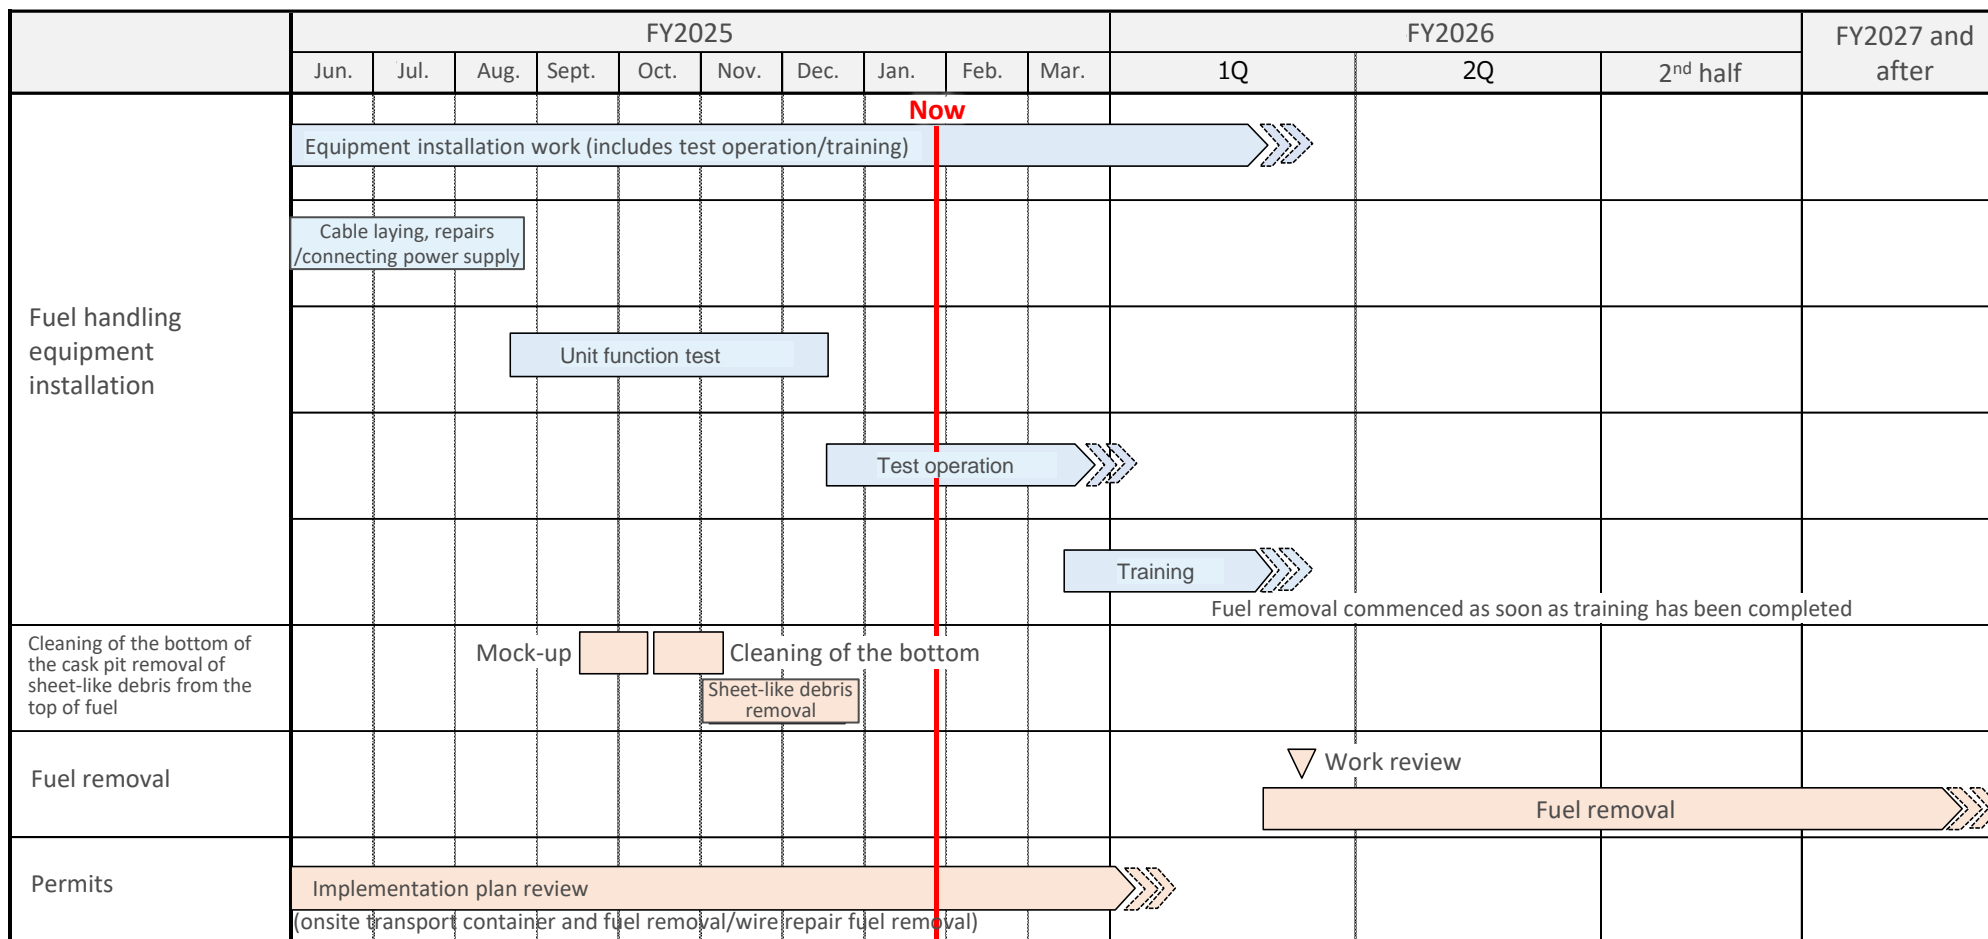 FY2025
FY2026
FY2027 and
after
Jun.
Jul.
Aug.
Sept.
Oct.
Nov.
Dec.
Jan.
Feb.
Mar.
1Q
2Q
2nd half
Now
Fuel handling
equipment
installation
Equipment installation work (includes test operation/training)
Cable laying, repairs
/connecting power supply
Unit function test
Test operation
Training
Fuel removal commenced as soon as training has been completed
Cleaning of the bottom of
the cask pit removal of
sheet-like debris from the
top of fuel
Mock-up
Cleaning of the bottom
Sheet-like debris
removal
Fuel removal
Work review
Fuel removal
Permits
Implementation plan review
(onsite transport container and fuel removal/wire repair fuel removal)